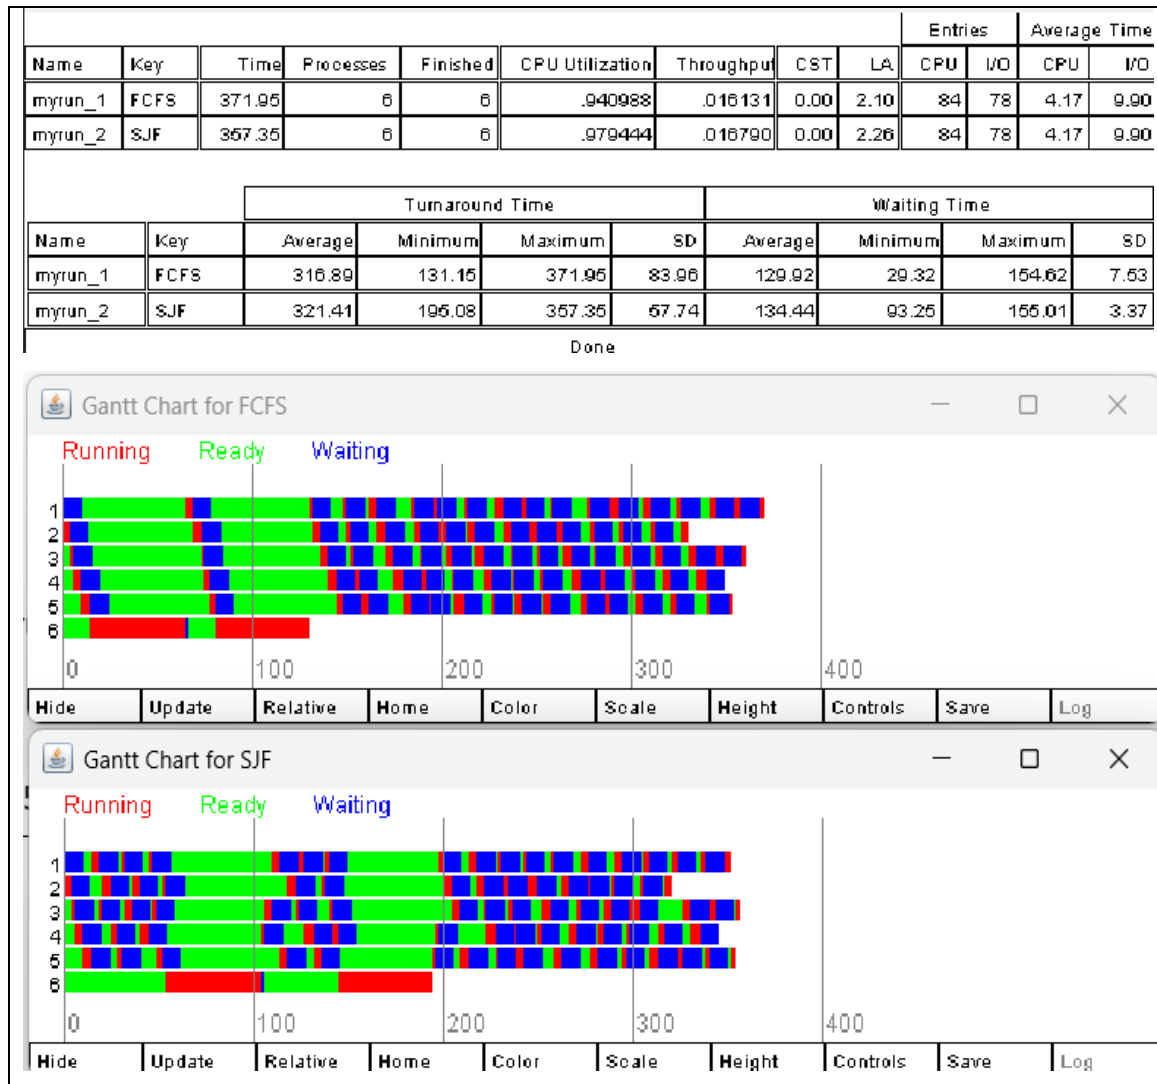 Entries Average Time
Name Key Time Processes Finished CPU Utilization Throughput CST LA CPU I/O CPU I/O
myrun_1 FCFS 371.95 6 6 .940988 .016131 0.00 2.10 84 78 4.17 9.90
myrun_2 SJF 357.35 6 6 .979444 .016790 0.00 2.26 84 78 4.17 9.90
Turnaround Time Waiting Time
Name Key Average Minimum Maximum SD Average Minimum Maximum SD
myrun_1 FCFS 316.89 131.15 371.95 83.96 129.92 29.32 154.62 7.53
myrun_2 SJF 321.41 195.08 357.35 57.74 134.44 93.25 155.01 3.37
Done
Gantt Chart for FCFS
Running Ready Waiting
1
2
3
4
5
6
0 100 200 300 400
Hide Update Relative Home Color Scale Height Controls Save Log
Gantt Chart for SJF
Running Ready Waiting
1
2
3
4
5
6
0 100 200 300 400
Hide Update Relative Home Color Scale Height Controls Save Log